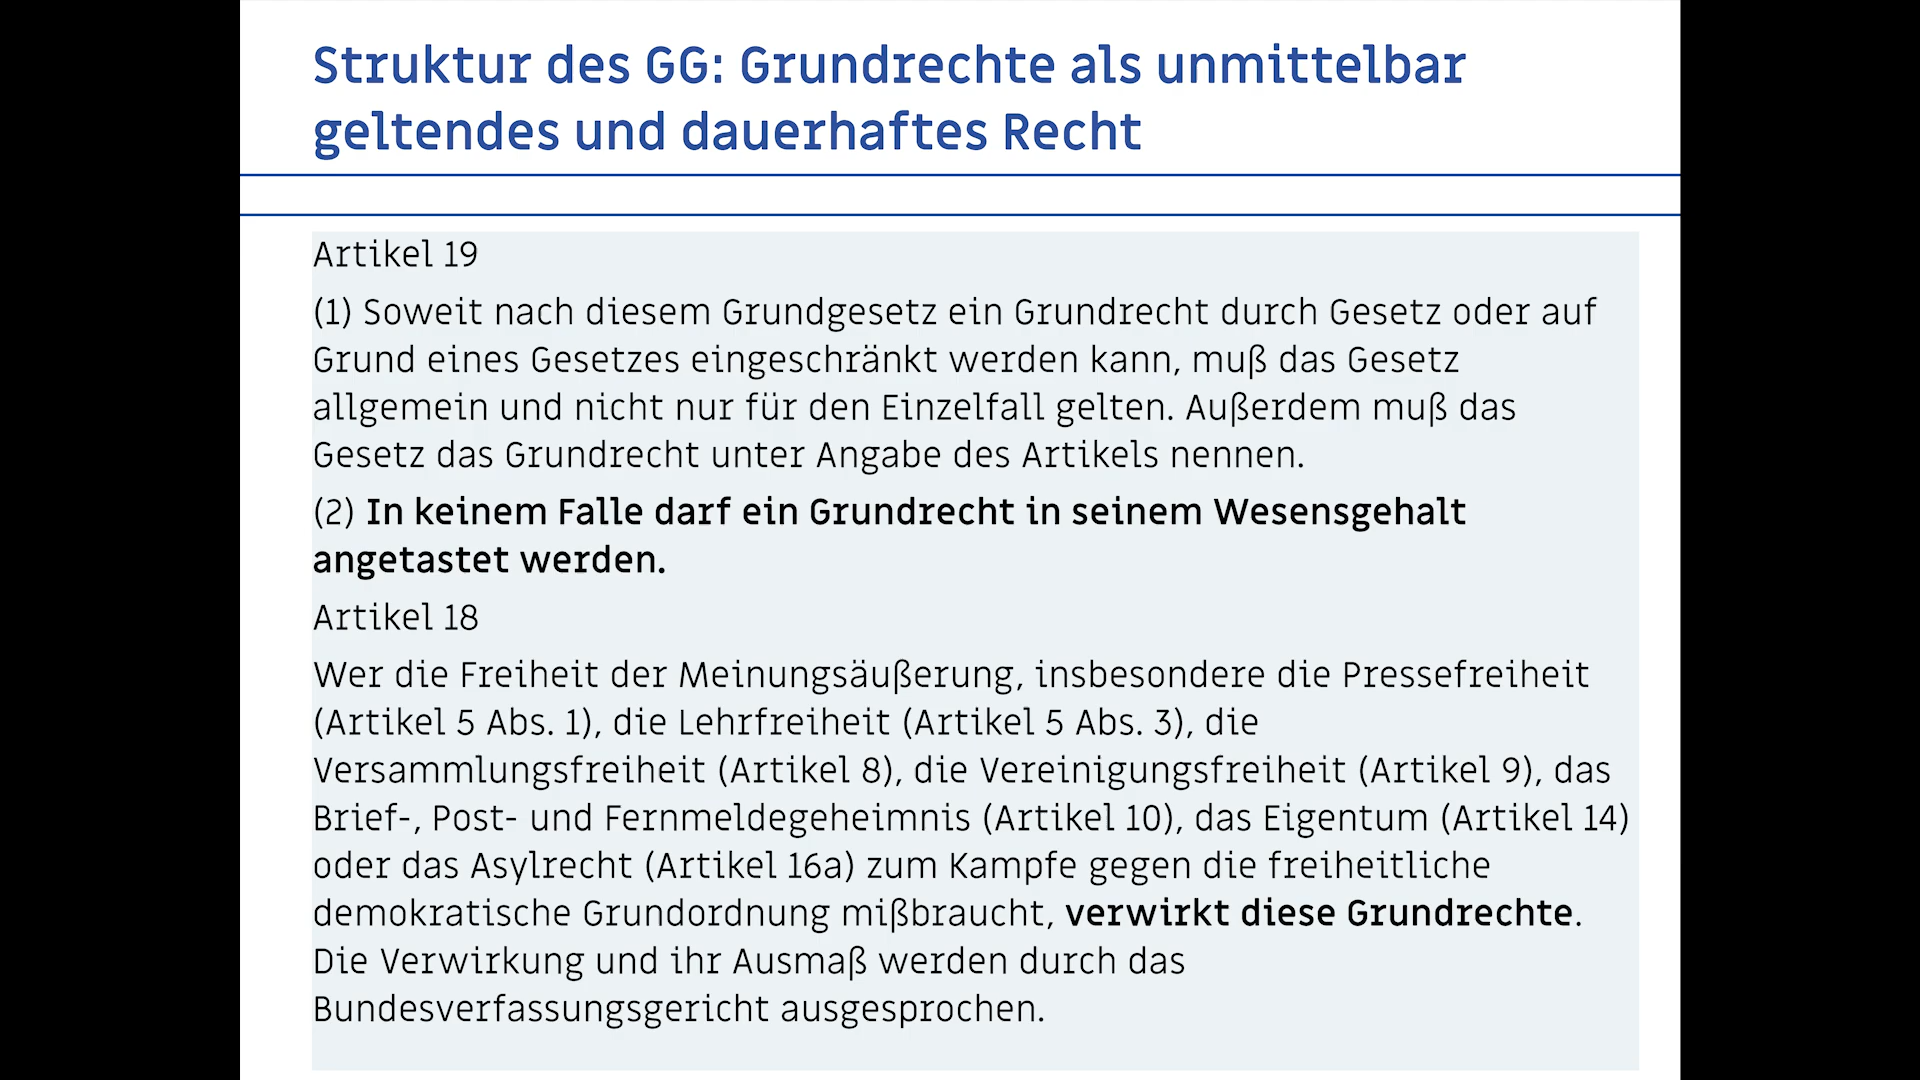 Struktur des GG: Grundrechte als unmittelbar
geltendes und dauerhaftes Recht
Artikel 19
(1) Soweit nach diesem Grundgesetz ein Grundrecht durch Gesetz oder auf
Grund eines Gesetzes eingeschränkt werden kann, muß das Gesetz
allgemein und nicht nur für den Einzelfall gelten. Außerdem muß das
Gesetz das Grundrecht unter Angabe des Artikels nennen.
(2) In keinem Falle darf ein Grundrecht in seinem Wesensgehalt
angetastet werden.
Artikel 18
Wer die Freiheit der Meinungsäußerung, insbesondere die Pressefreiheit
(Artikel 5 Abs. 1), die Lehrfreiheit (Artikel 5 Abs. 3), die
Versammlungsfreiheit (Artikel 8), die Vereinigungsfreiheit (Artikel 9), das
Brief-, Post- und Fernmeldegeheimnis (Artikel 10), das Eigentum (Artikel 14)
oder das Asylrecht (Artikel 16a) zum Kampfe gegen die freiheitliche
demokratische Grundordnung mißbraucht, verwirkt diese Grundrechte.
Die Verwirkung und ihr Ausmaß werden durch das
Bundesverfassungsgericht ausgesprochen.